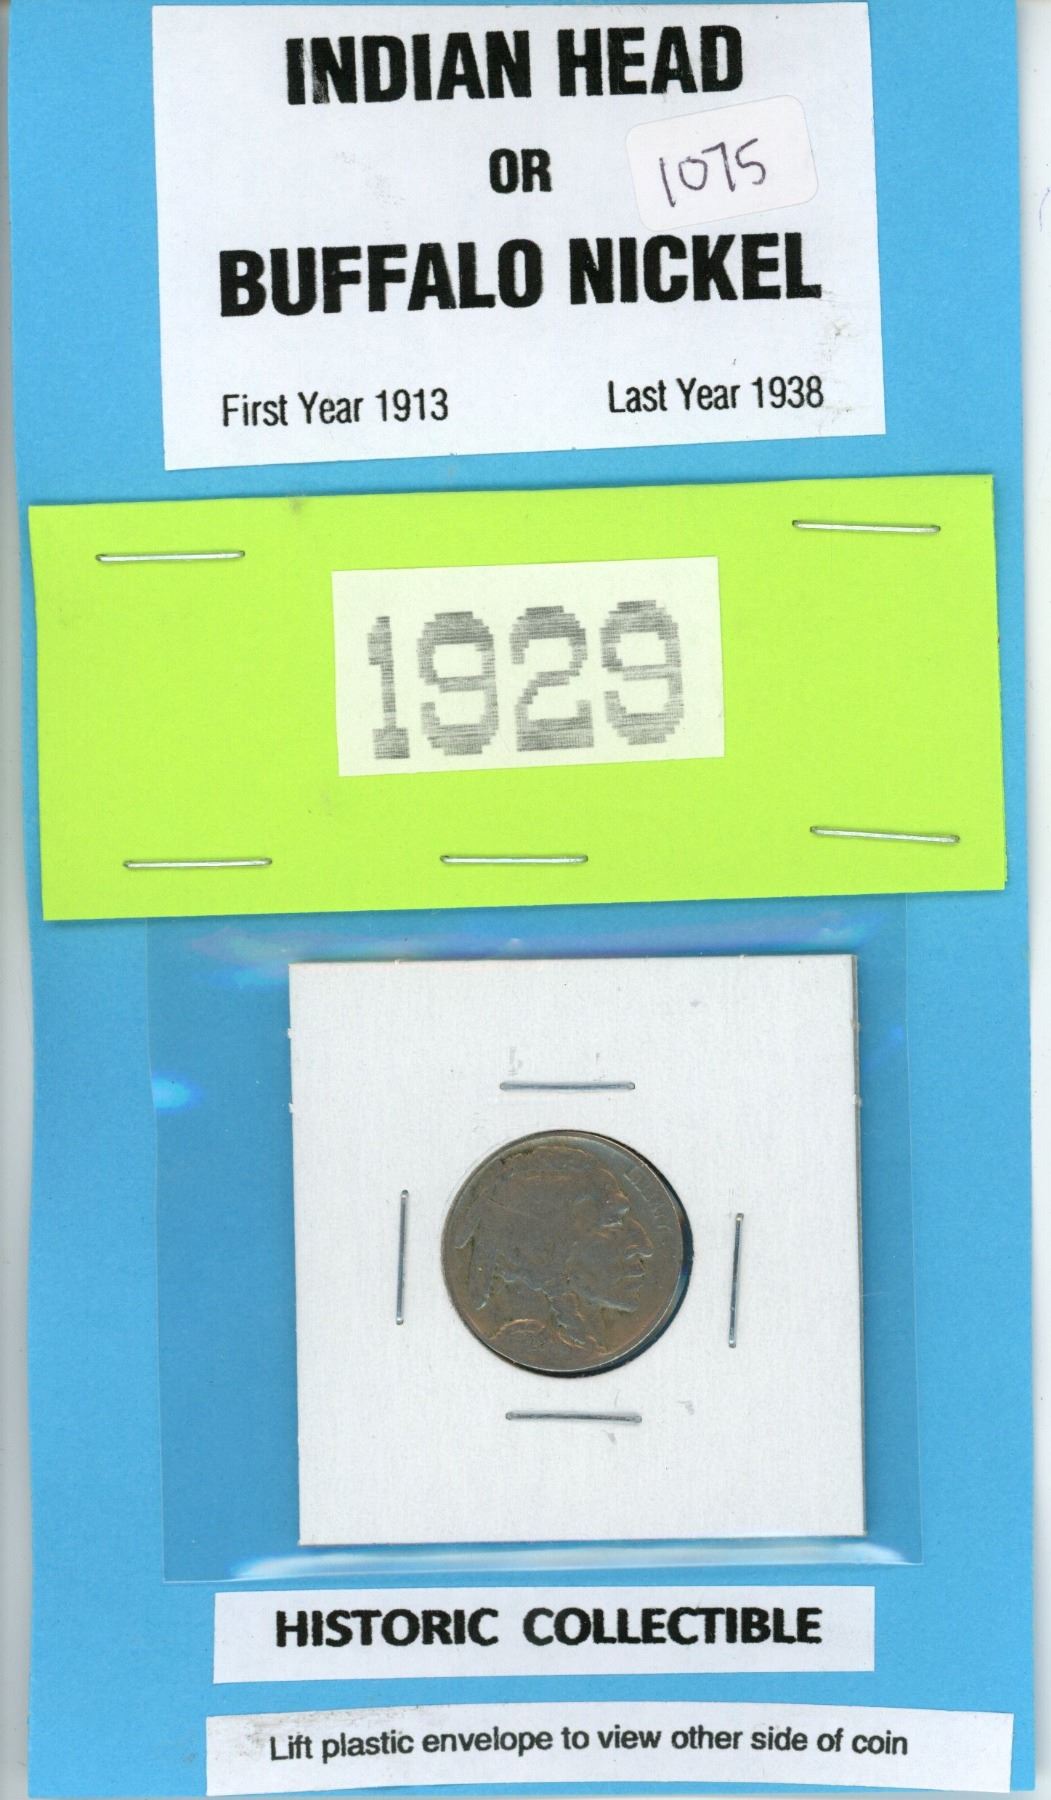 INDIAN HEAD
OR
1075
BUFFALO NICKEL
First Year 1913 Last Year 1938
1929
HISTORIC COLLECTIBLE
Lift plastic envelope to view other side of coin